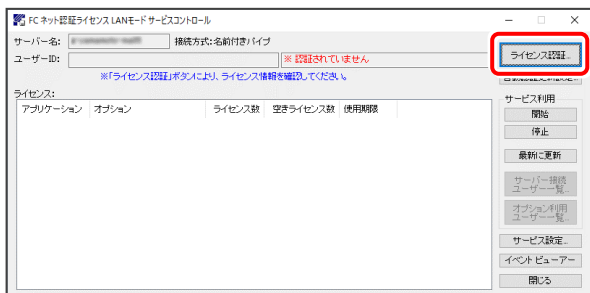 FC ネット認証ライセンス LANモード サービスコントロール
サーバー名:
接続方式:名前付きパイプ
ライセンス認証...
ユーザーID:
※ 認証されていません
※「ライセンス認証」ボタンにより、ライセンス情報を確認してください。
自動認証更新設定...
ライセンス:
アプリケーション オプション ライセンス数 空きライセンス数 使用期限
サービス利用
開始
停止
最新に更新
サーバー接続
ユーザー一覧...
オプション利用
ユーザー一覧...
サービス設定...
イベント ビューアー
閉じる